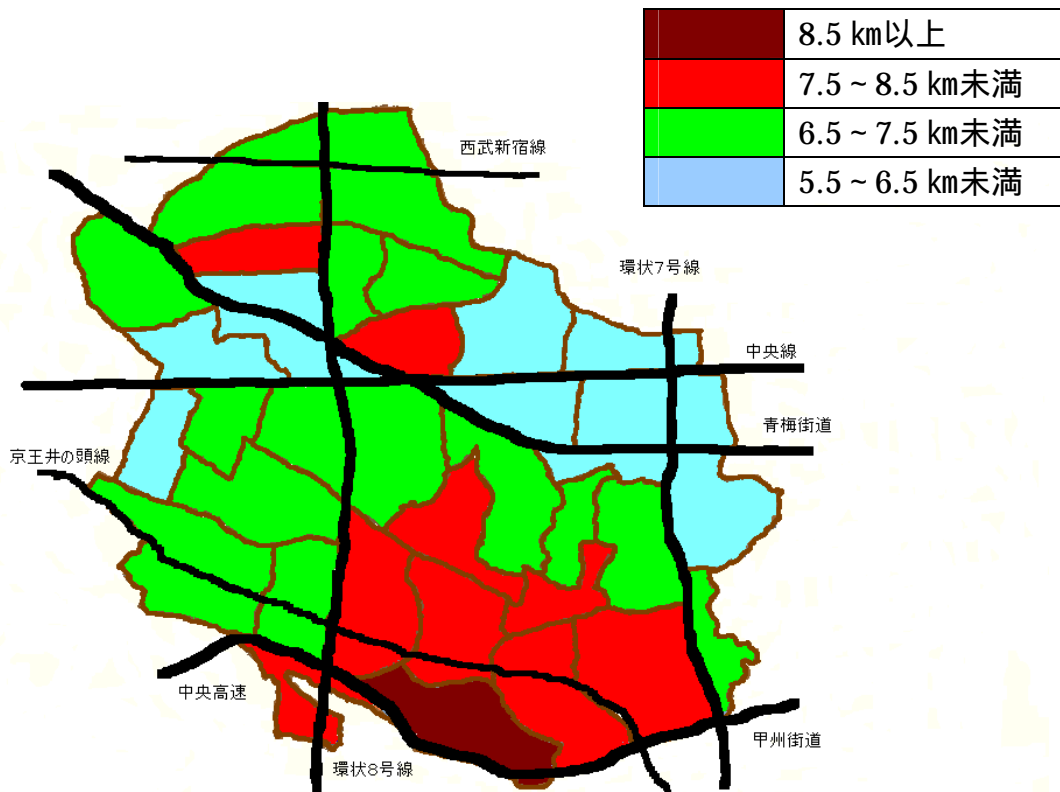 8.5 ㎞以上
7.5 ~ 8.5 ㎞未満
6.5 ~ 7.5 ㎞未満
5.5 ~ 6.5 ㎞未満
西武新宿線
環状7号線
中央線
青梅街道
京王井の頭線
中央高速
甲州街道
環状8号線